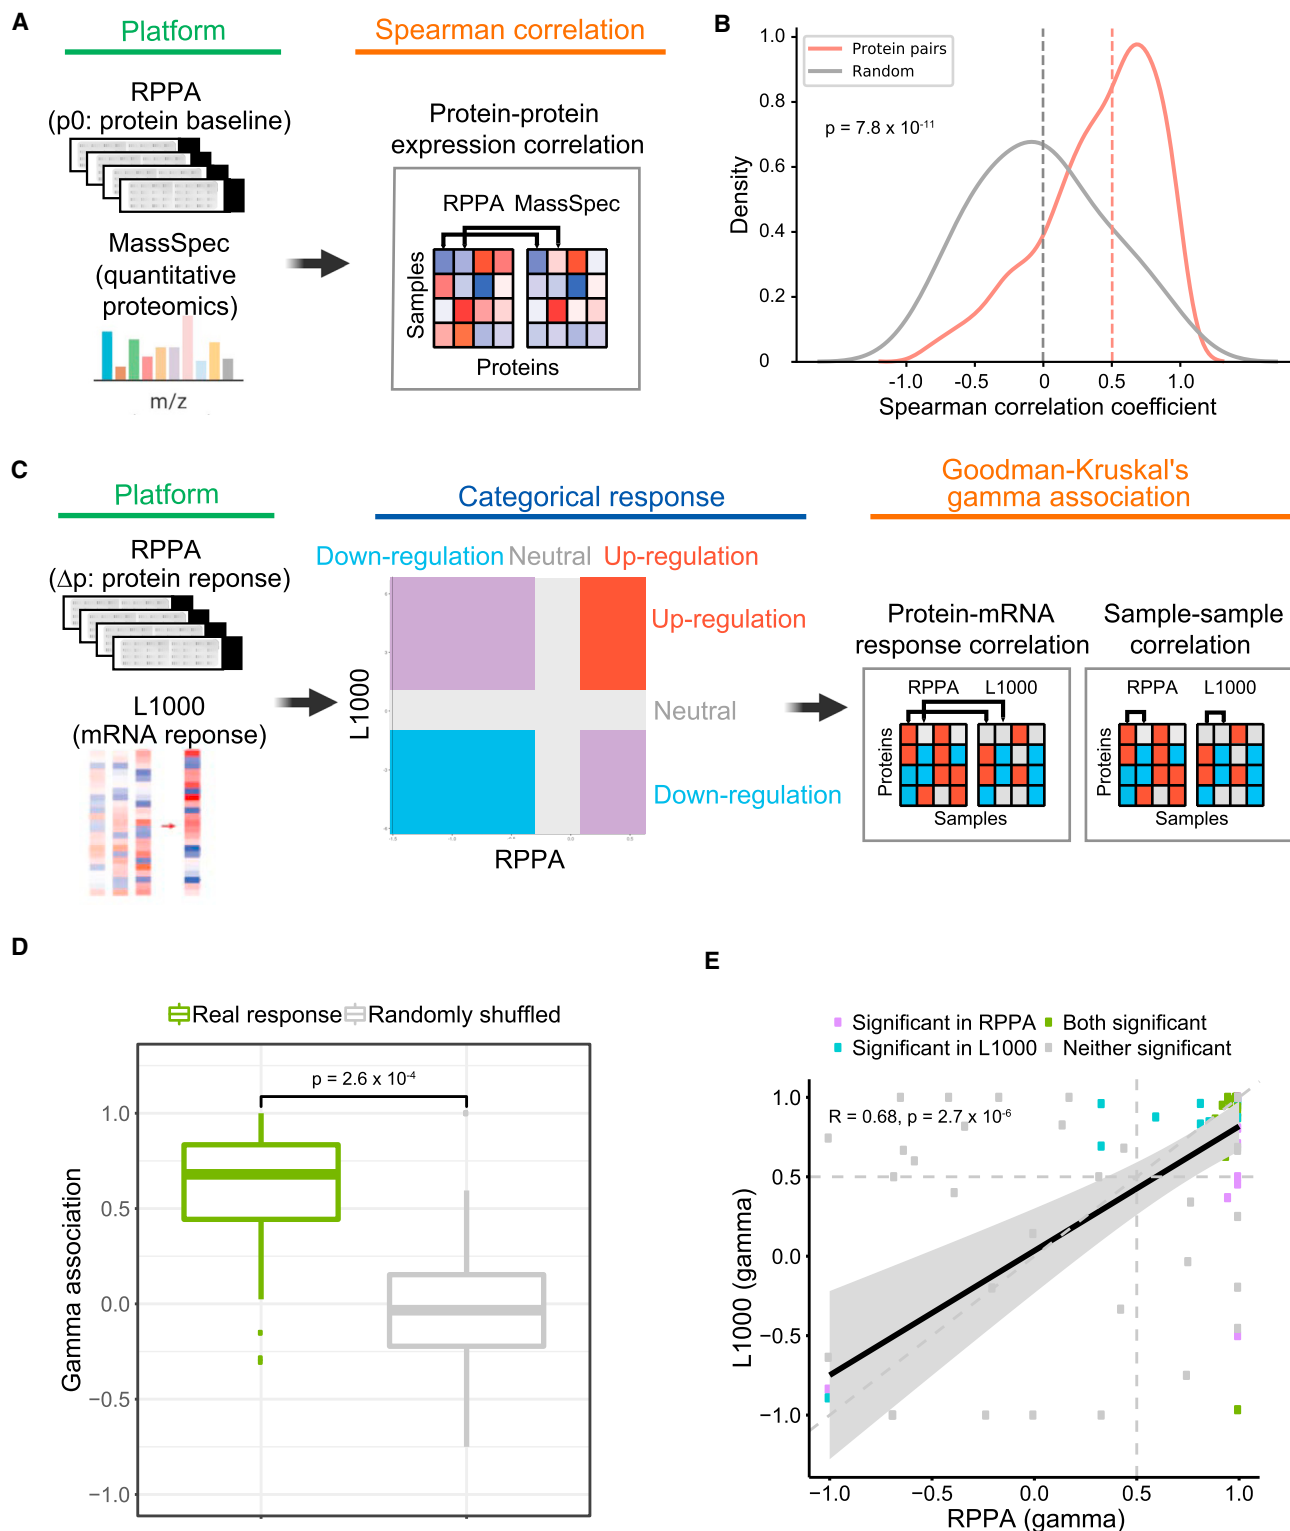 A
Platform
Spearman correlation
RPPA
(p0: protein baseline)
MassSpec
(quantitative
proteomics)
m/z
Protein-protein
expression correlation
RPPA MassSpec
Samples
Proteins
B
Protein pairs
Random
p = 7.8 x 10-11
Density
1.0
0.8
0.6
0.4
0.2
0
-1.0 -0.5 0 0.5 1.0
Spearman correlation coefficient
C
Platform
Categorical response
Goodman-Kruskal's
gamma association
RPPA
(Δp: protein reponse)
L1000
(mRNA reponse)
Down-regulation Neutral Up-regulation
Up-regulation
Neutral
Down-regulation
L1000
RPPA
Protein-mRNA
response correlation
RPPA L1000
Proteins
Samples
Sample-sample
correlation
RPPA L1000
Proteins
Samples
D
Real response Randomly shuffled
p = 2.6 x 10-4
Gamma association
1.0
0.5
0.0
−0.5
−1.0
E
Significant in RPPA Both significant
Significant in L1000 Neither significant
R = 0.68, p = 2.7 x 10-6
L1000 (gamma)
1.0
0.5
0.0
−0.5
−1.0
−1.0 −0.5 0.0 0.5 1.0
RPPA (gamma)